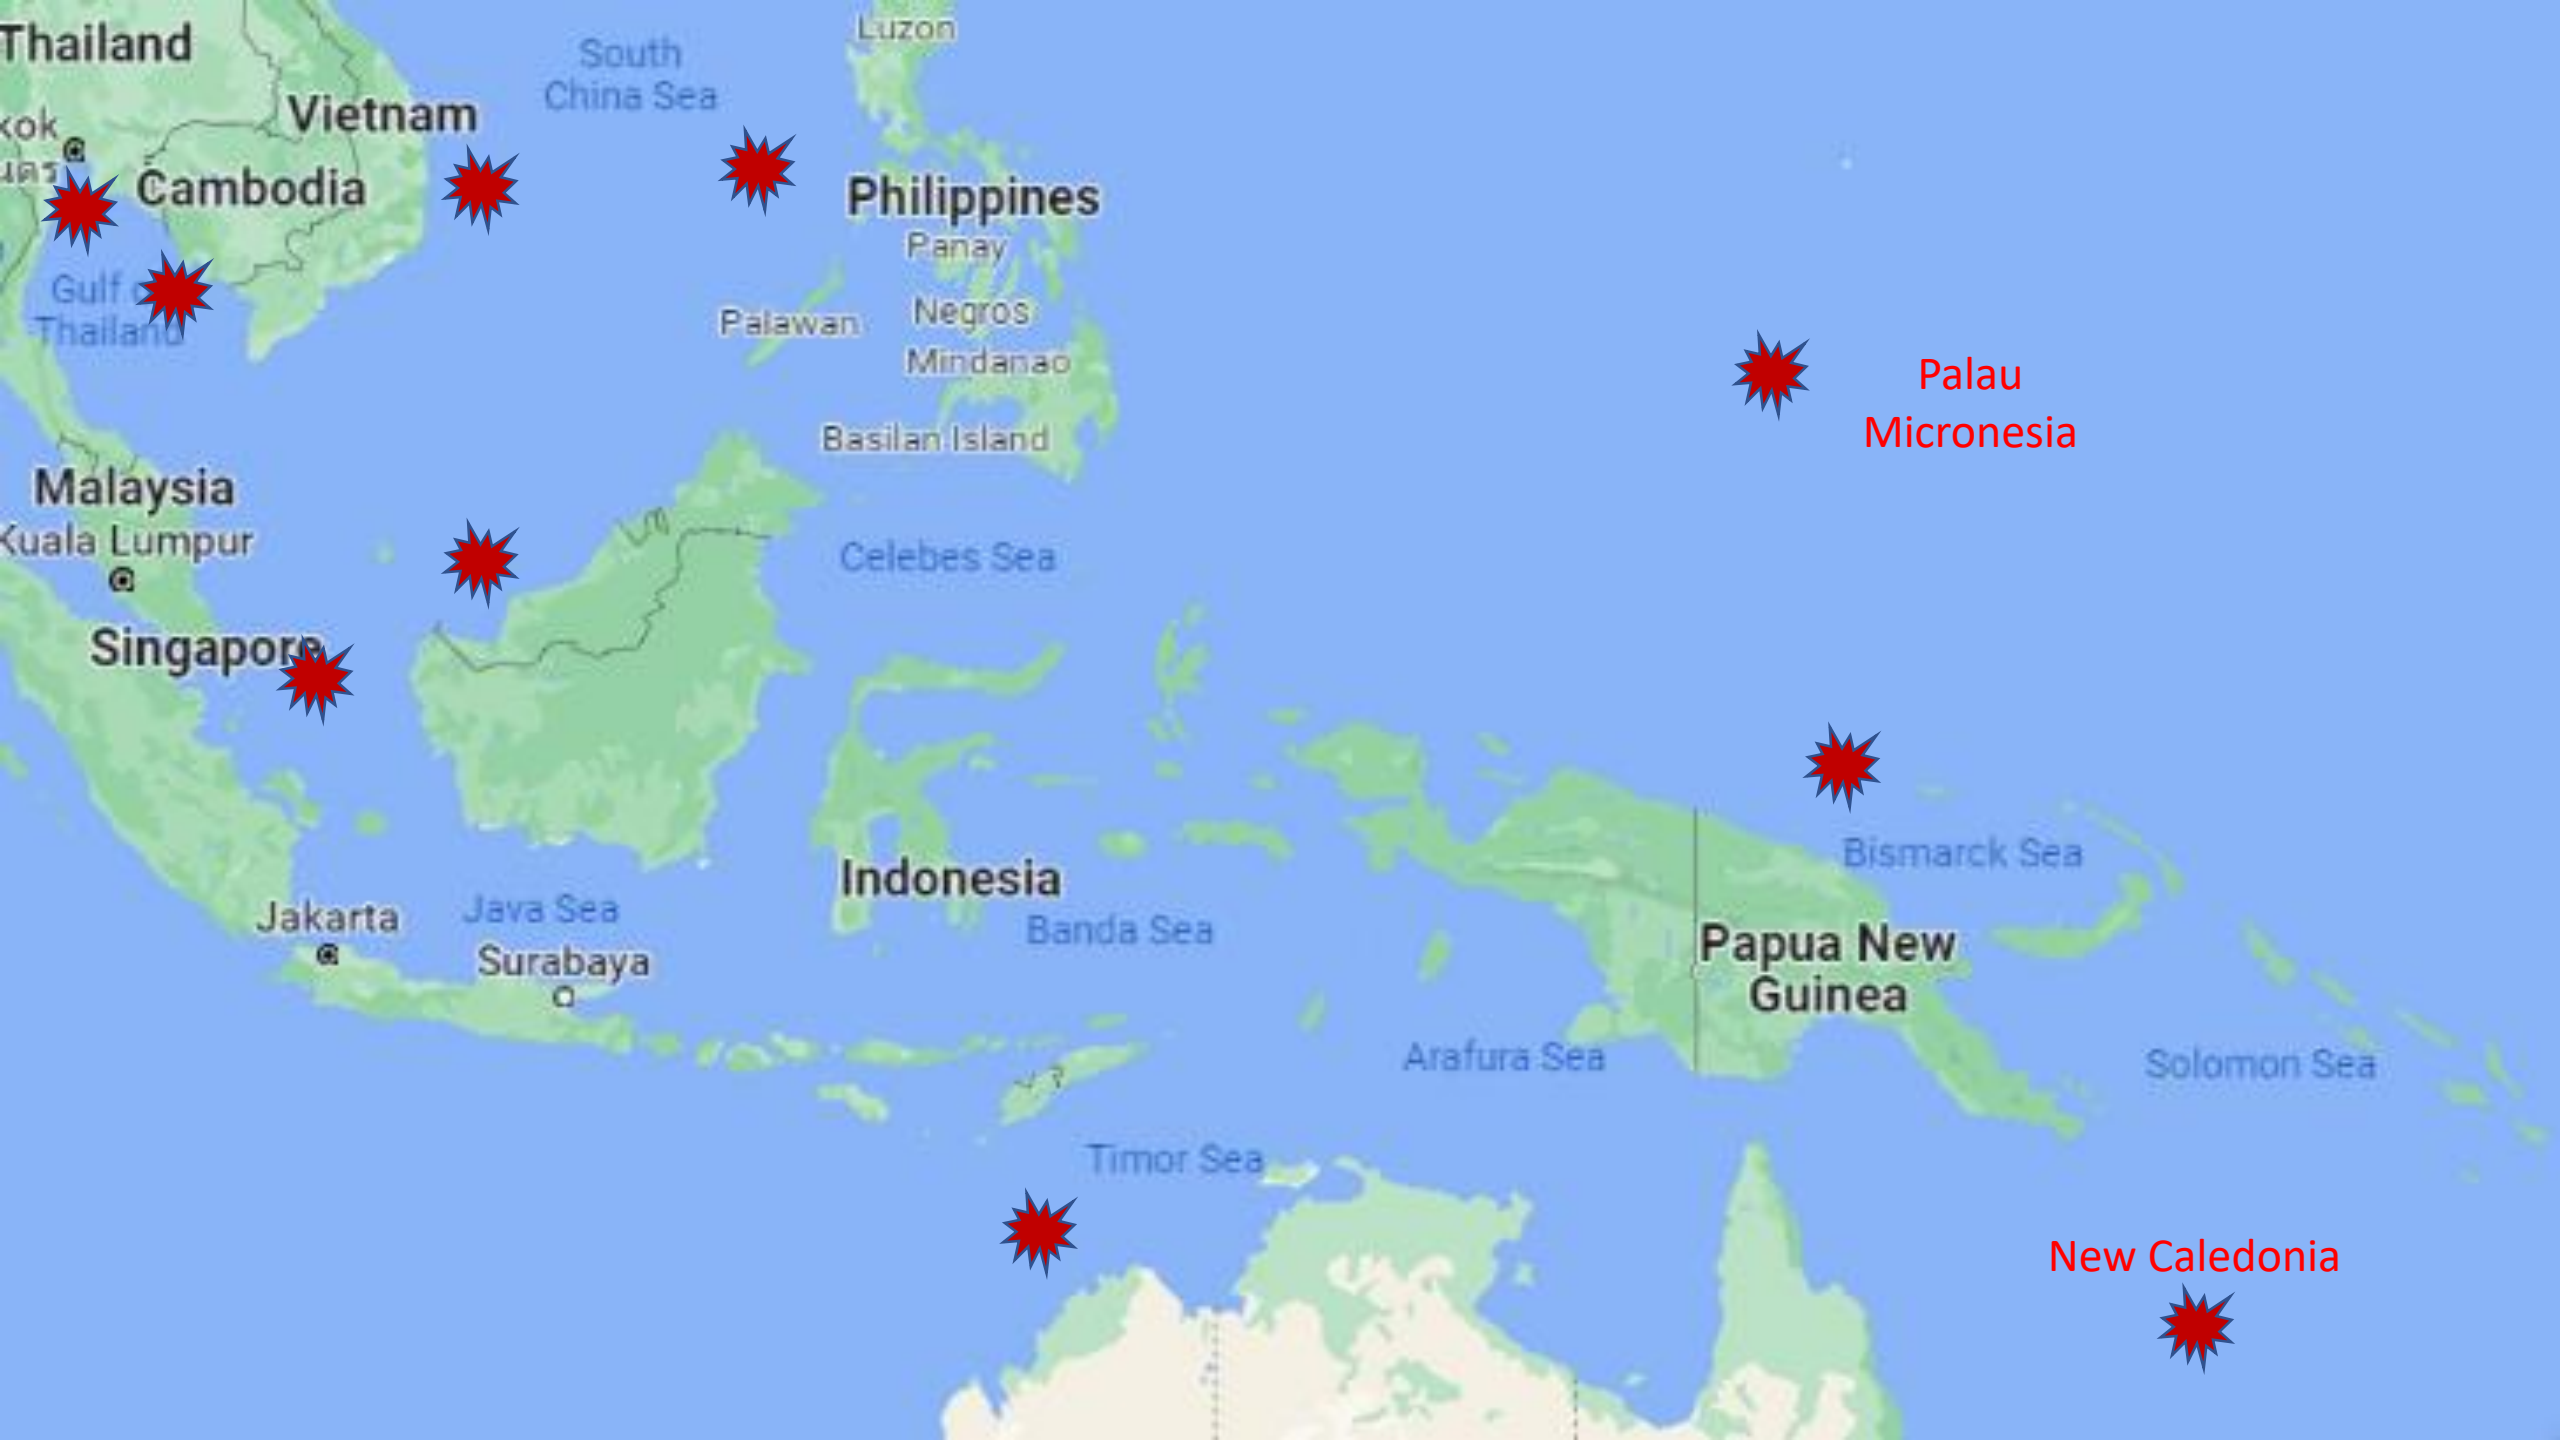 Thailand
Luzon
South
China Sea
Vietnam
kok
Cambodia
Philippines
Panay
Gulf
Thailand
Negros
Palawan
Mindanao
Palau
Micronesia
Basilan Island
Malaysia
Kuala Lumpur
Celebes Sea
Singapore
Bismarck Sea
Indonesia
Jakarta
Java Sea
Banda Sea
Surabaya
Papua New
Guinea
Arafura Sea
Solomon Sea
Timor Sea
New Caledonia